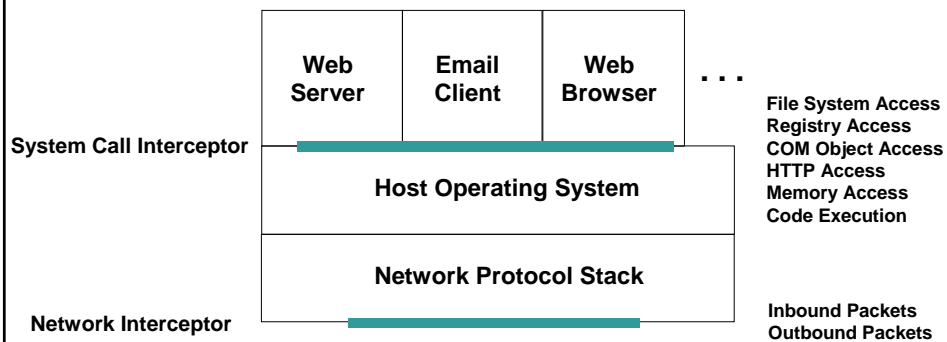 Web
Server
Email
Client
Web
Browser
. . .
File System Access
Registry Access
COM Object Access
HTTP Access
Memory Access
Code Execution
System Call Interceptor
Host Operating System
Network Protocol Stack
Network Interceptor
Inbound Packets
Outbound Packets